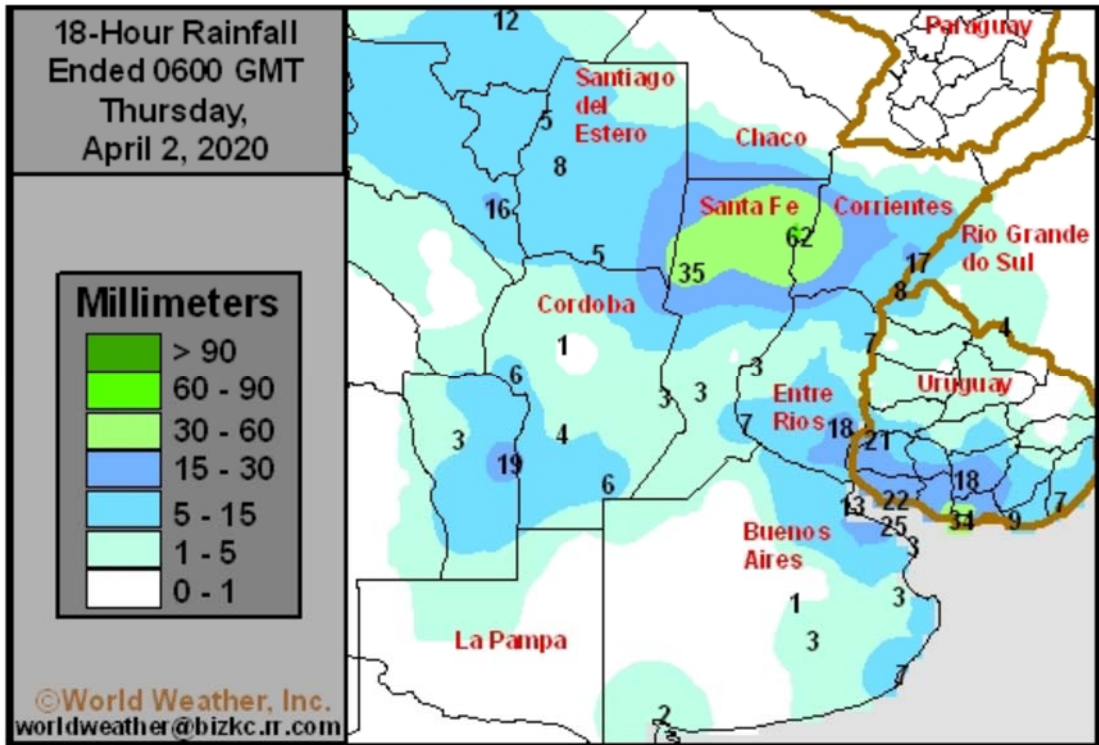 18-Hour Rainfall
Ended 0600 GMT
Thursday,
April 2, 2020
Millimeters
> 90
60 - 90
30 - 60
15 - 30
5 - 15
1 - 5
0 - 1
©World Weather, Inc.
worldweather@bizkc.rr.com
12
Paraguay
Santiago
del
Estero
5
Chaco
8
16
Santa Fe
Corrientes
62
Rio Grande
do Sul
5
35
17
8
Cordoba
4
1
7
6
3
Uruguay
3
3
Entre
Rios
7
18
21
3
4
19
6
18
13
22
34
9
7
25
Buenos
Aires
3
1
3
3
La Pampa
7
2